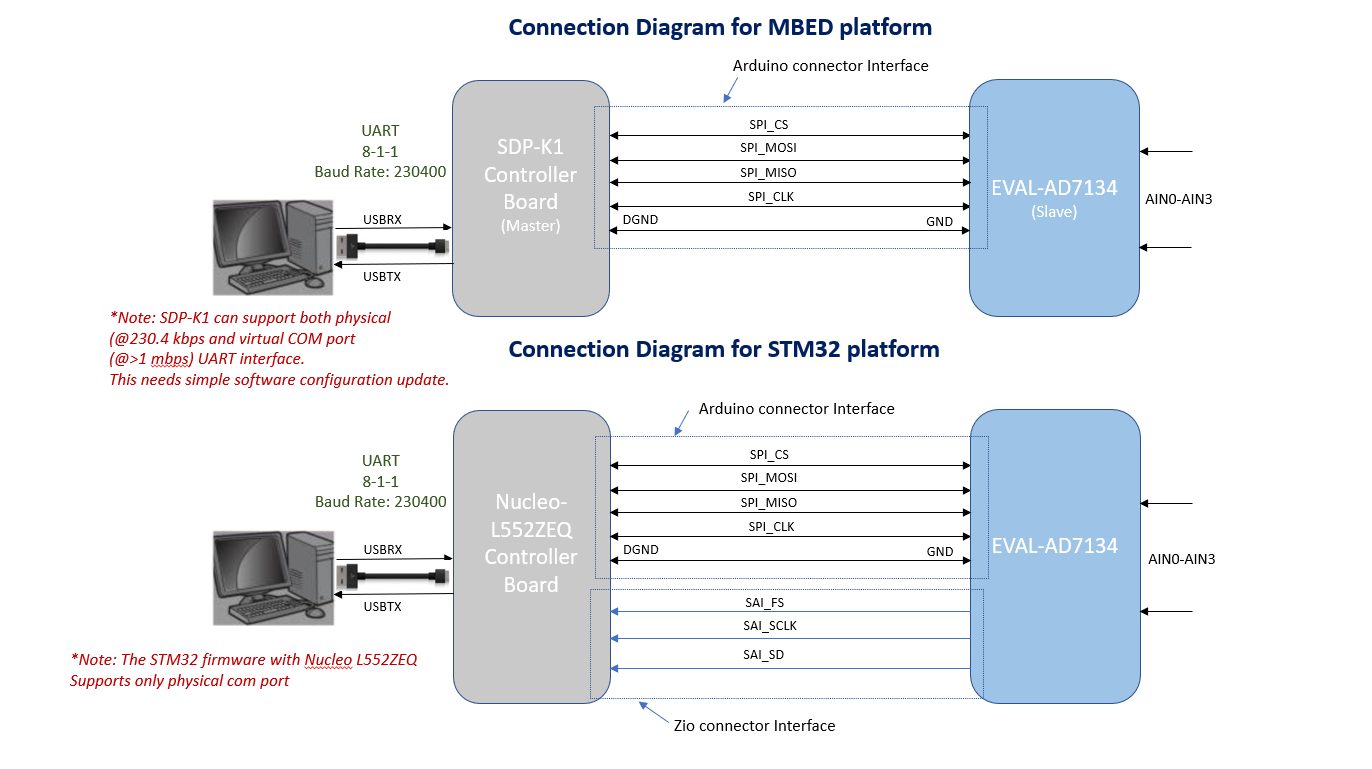 Connection Diagram for MBED platform
Arduino connector Interface
UART
8-1-1
Baud Rate: 230400
SDP-K1
Controller
Board
(Master)
SPI_CS
SPI_MOSI
SPI_MISO
SPI_CLK
DGND
GND
EVAL-AD7134
(Slave)
AIN0-AIN3
USBRX
USBTX
*Note: SDP-K1 can support both physical
(@230.4 kbps and virtual COM port
(@>1 mbps) UART interface.
This needs simple software configuration update.
Connection Diagram for STM32 platform
Arduino connector Interface
UART
8-1-1
Baud Rate: 230400
Nucleo-
L552ZEQ
Controller
Board
SPI_CS
SPI_MOSI
SPI_MISO
SPI_CLK
DGND
GND
EVAL-AD7134
AIN0-AIN3
USBRX
USBTX
SAI_FS
SAI_SCLK
SAI_SD
*Note: The STM32 firmware with Nucleo L552ZEQ
Supports only physical com port
Zio connector Interface